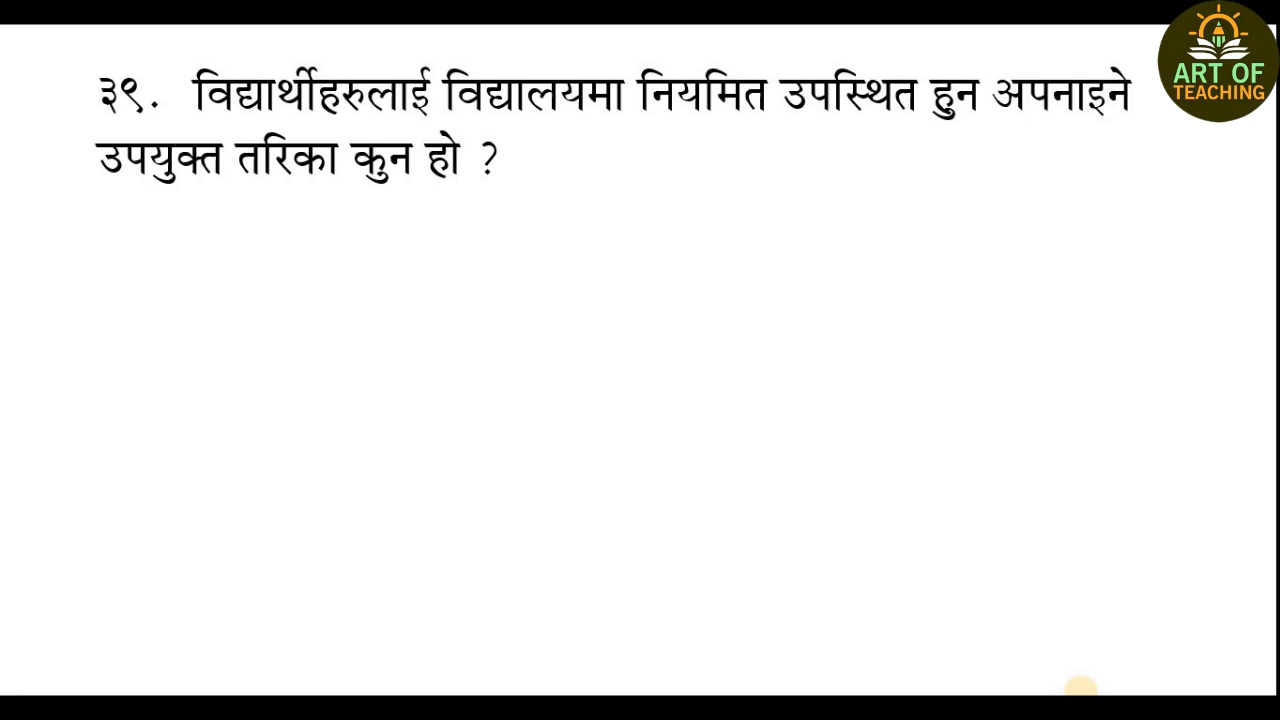 ३९. विद्यार्थीहरुलाई विद्यालयमा नियमित उपस्थित हुन अपनाइने
उपयुक्त तरिका कुन हो ?
ART OF
TEACHING